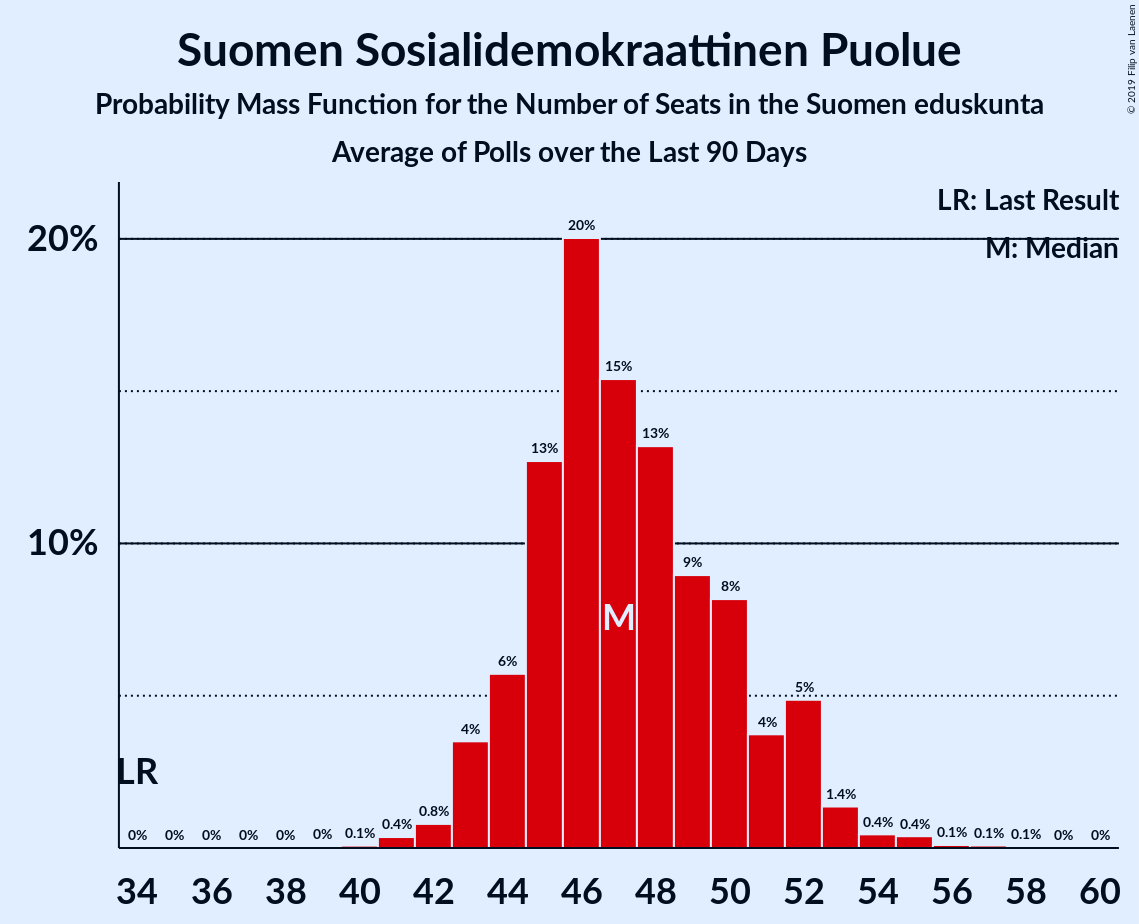 Suomen Sosialidemokraattinen Puolue
Probability Mass Function for the Number of Seats in the Suomen eduskunta
Average of Polls over the Last 90 Days
© 2019 Filip van Laenen
LR: Last Result
M: Median
20%
10%
20%
15%
13%
13%
9%
8%
6%
5%
4%
4%
M
LR
0% 0% 0% 0% 0% 0% 0.1% 0.4% 0.8% 1.4% 0.4% 0.4% 0.1% 0.1% 0.1% 0% 0%
34 36 38 40 42 44 46 48 50 52 54 56 58 60